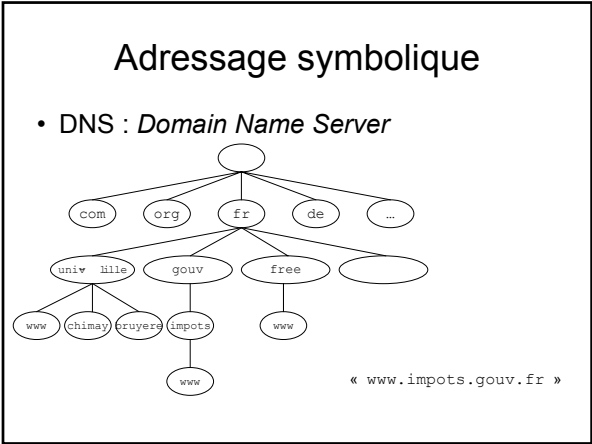 Adressage symbolique
• DNS : Domain Name Server
com org fr de ...
lille gouv free
www chimay bruyere impots www
www
« www.impots.gouv.fr »